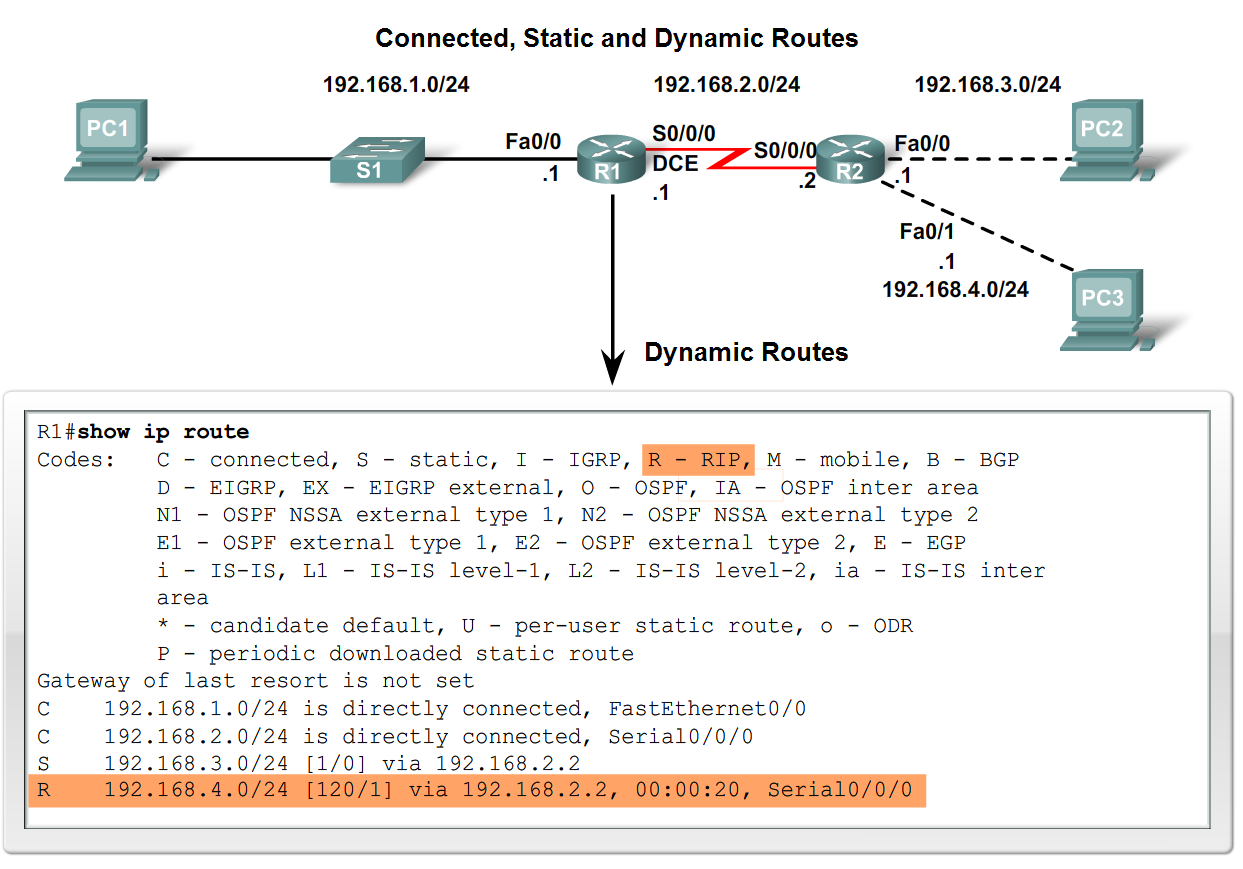 Connected, Static and Dynamic Routes
192.168.1.0/24
192.168.2.0/24
192.168.3.0/24
PC1
S1
Fa0/0
.1
R1
S0/0/0
DCE
.1
S0/0/0
.2
R2
Fa0/0
.1
PC2
Fa0/1
.1
192.168.4.0/24
PC3
Dynamic Routes
R1#show ip route
Codes: C - connected, S - static, I - IGRP, R - RIP, M - mobile, B - BGP
D - EIGRP, EX - EIGRP external, O - OSPF, IA - OSPF inter area
N1 - OSPF NSSA external type 1, N2 - OSPF NSSA external type 2
E1 - OSPF external type 1, E2 - OSPF external type 2, E - EGP
i - IS-IS, L1 - IS-IS level-1, L2 - IS-IS level-2, ia - IS-IS inter
area
* - candidate default, U - per-user static route, o - ODR
P - periodic downloaded static route
Gateway of last resort is not set
C 192.168.1.0/24 is directly connected, FastEthernet0/0
C 192.168.2.0/24 is directly connected, Serial0/0/0
S 192.168.3.0/24 [1/0] via 192.168.2.2
R 192.168.4.0/24 [120/1] via 192.168.2.2, 00:00:20, Serial0/0/0